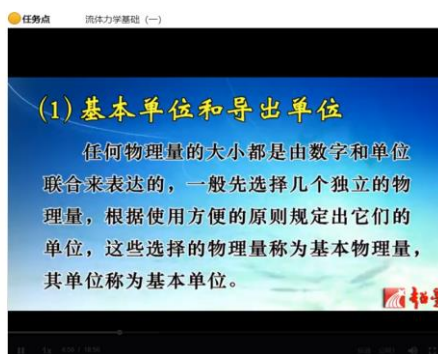 任务点 流体力学基础（一）
(1)基本单位和导出单位
任何物理量的大小都是由数字和单位
联合来表达的，一般先选择几个独立的物
理量，根据使用方便的原则规定出它们的
单位，这些选择的物理量称为基本物理量，
其单位称为基本单位。